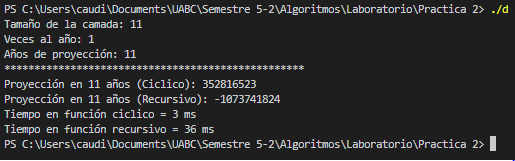 PS C:\Users\caudi\Documents\UABC\Semestre 5-2\Algoritmos\Laboratorio\Practica 2> ./d
Tamaño de la camada: 11
Veces al año: 1
Años de proyección: 11
**************************************************
Proyección en 11 años (Ciclico): 352816523
Proyección en 11 años (Recursivo): -1073741824
Tiempo en función ciclico = 3 ms
Tiempo en función recursivo = 36 ms
PS C:\Users\caudi\Documents\UABC\Semestre 5-2\Algoritmos\Laboratorio\Practica 2>